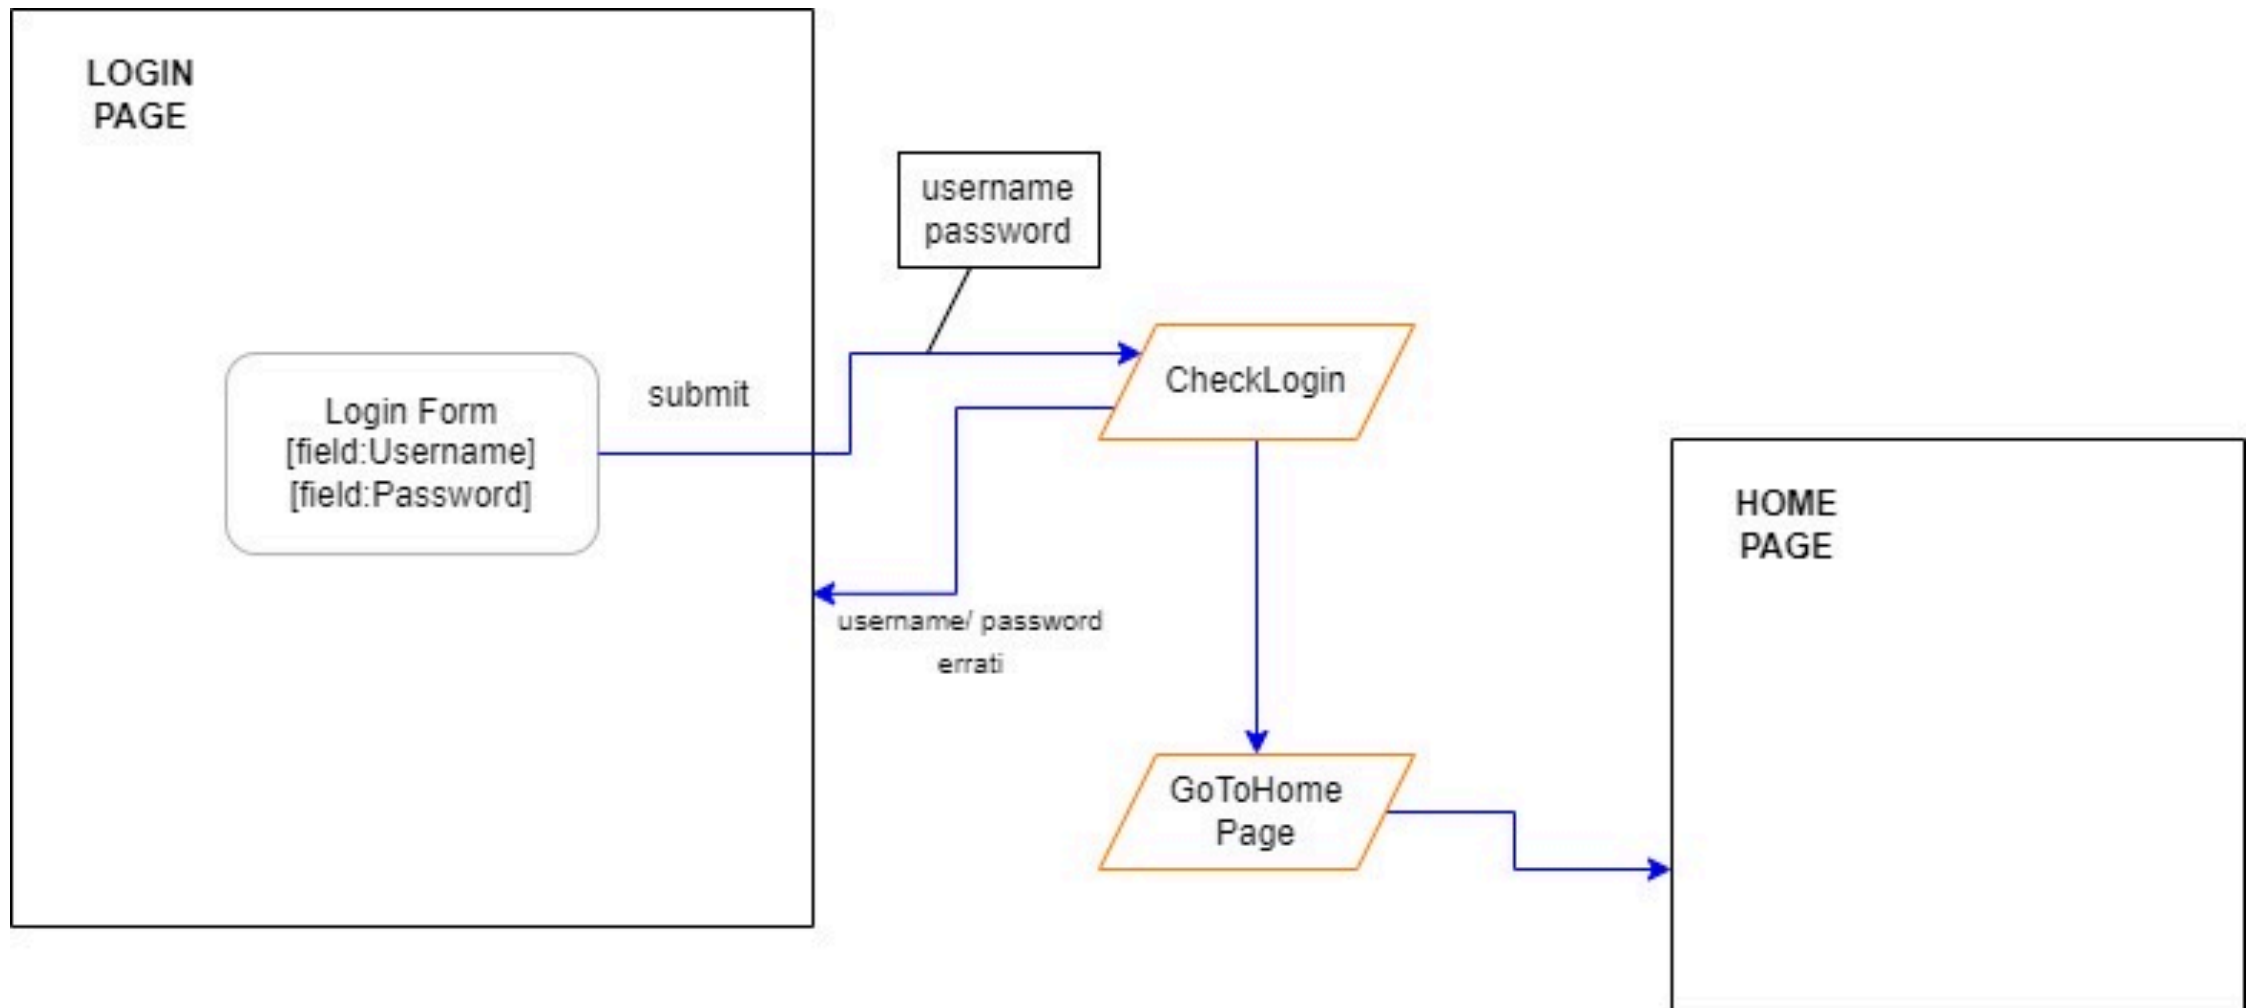 LOGIN
PAGE
username
password
CheckLogin
submit
Login Form
[field:Username]
[field:Password]
username/ password
errati
HOME
PAGE
GoToHome
Page